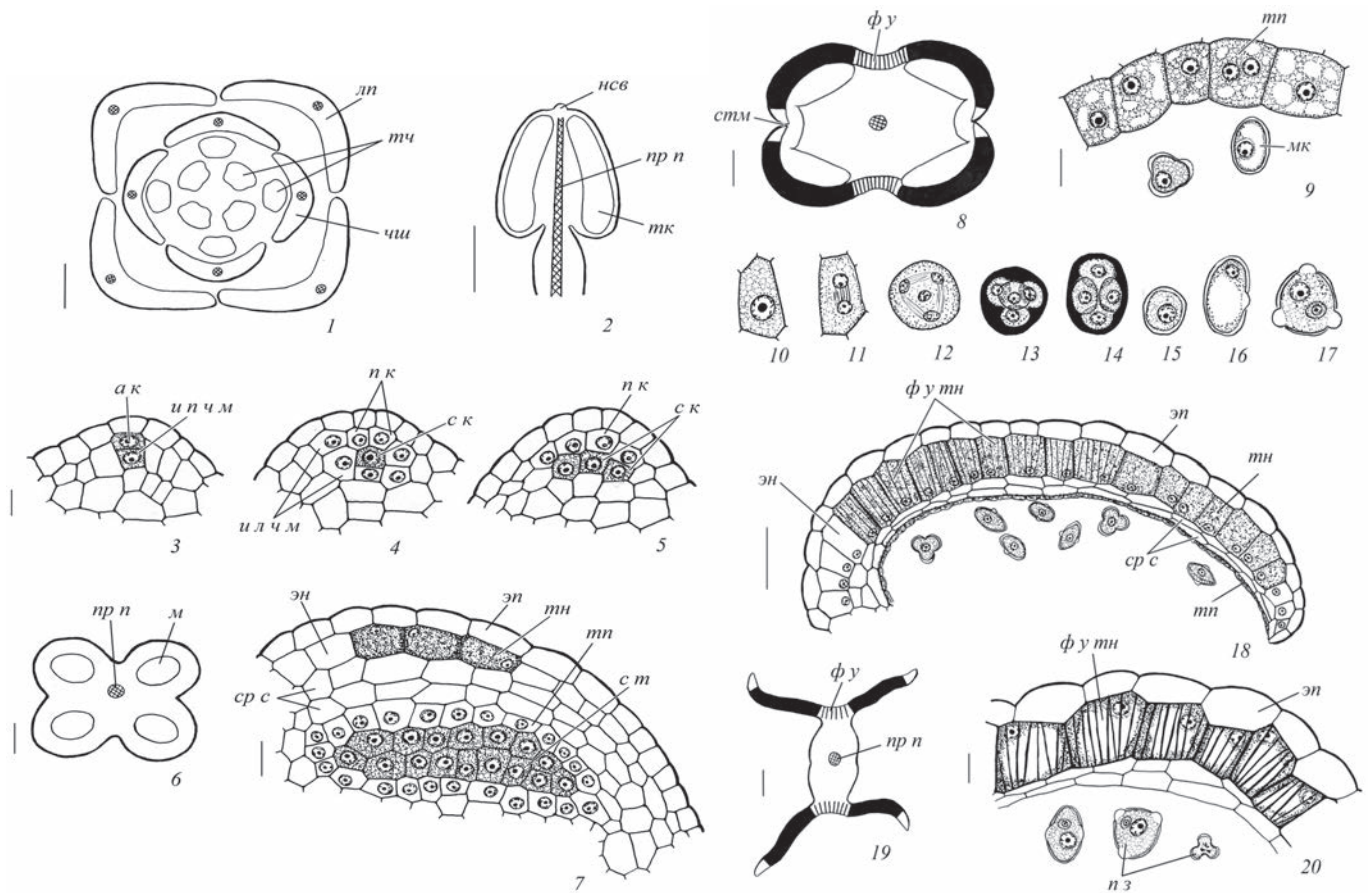 лп
тч
чш
1
нсв
пр п
тк
2
а к
и п ч м
3
п к
с к
и л ч м
4
п к
с к
5
пр п
м
6
эн
эп
тн
тп
ср с
с т
7
ф у
стм
8
тп
мк
9
10
11
12
13
14
15
16
17
ф у тн
эп
эн
тн
ср с
тп
18
ф у
пр п
19
ф у тн
эп
п з
20